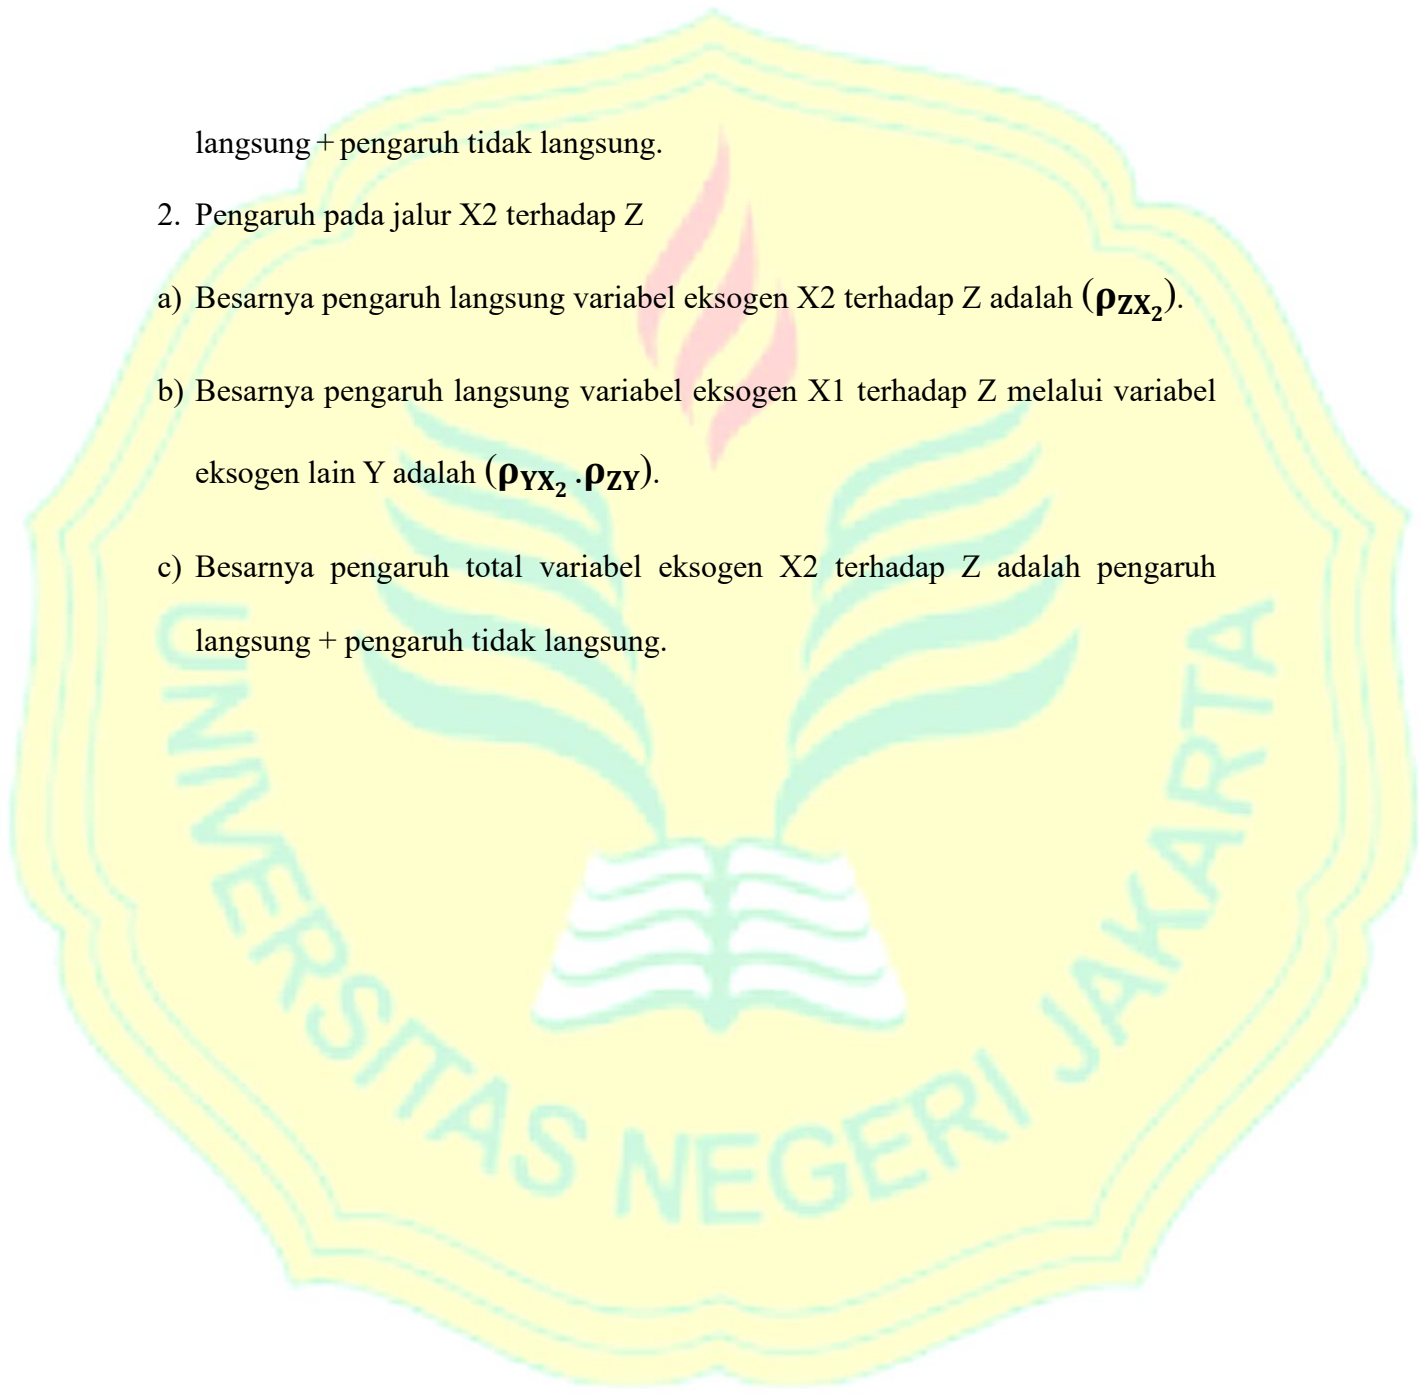 langsung + pengaruh tidak langsung.
2. Pengaruh pada jalur X2 terhadap Z
a) Besarnya pengaruh langsung variabel eksogen X2 terhadap Z adalah (ρZX₂).
b) Besarnya pengaruh langsung variabel eksogen X1 terhadap Z melalui variabel
eksogen lain Y adalah (ρYX₂ .ρZY).
c) Besarnya pengaruh total variabel eksogen X2 terhadap Z adalah pengaruh
langsung + pengaruh tidak langsung.
UNIVERSITAS NEGERI JAKARTA